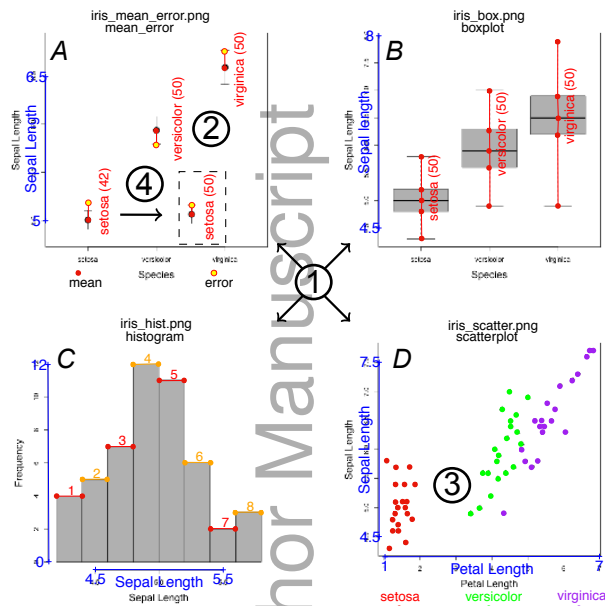 iris_mean_error.png
mean_error
A
6.5
5
Sepal Length
Sepal Length
setosa (42)
versicolor (50)
virginica (50)
setosa (50)
2
4
setosa
versicolor
virginica
Species
mean
error
iris_box.png
boxplot
B
8
4.5
Sepal Length
Sepal Length
setosa (50)
versicolor (50)
virginica (50)
setosa
versicolor
virginica
Species
1
hor Manuscript
iris_hist.png
histogram
C
12
0
Frequency
1
2
3
4
5
6
7
8
4.5
Sepal Length
5.5
Sepal Length
iris_scatter.png
scatterplot
D
7.5
4.5
Sepal Length
Sepal Length
3
1
Petal Length
7
Petal Length
setosa
versicolor
virginica